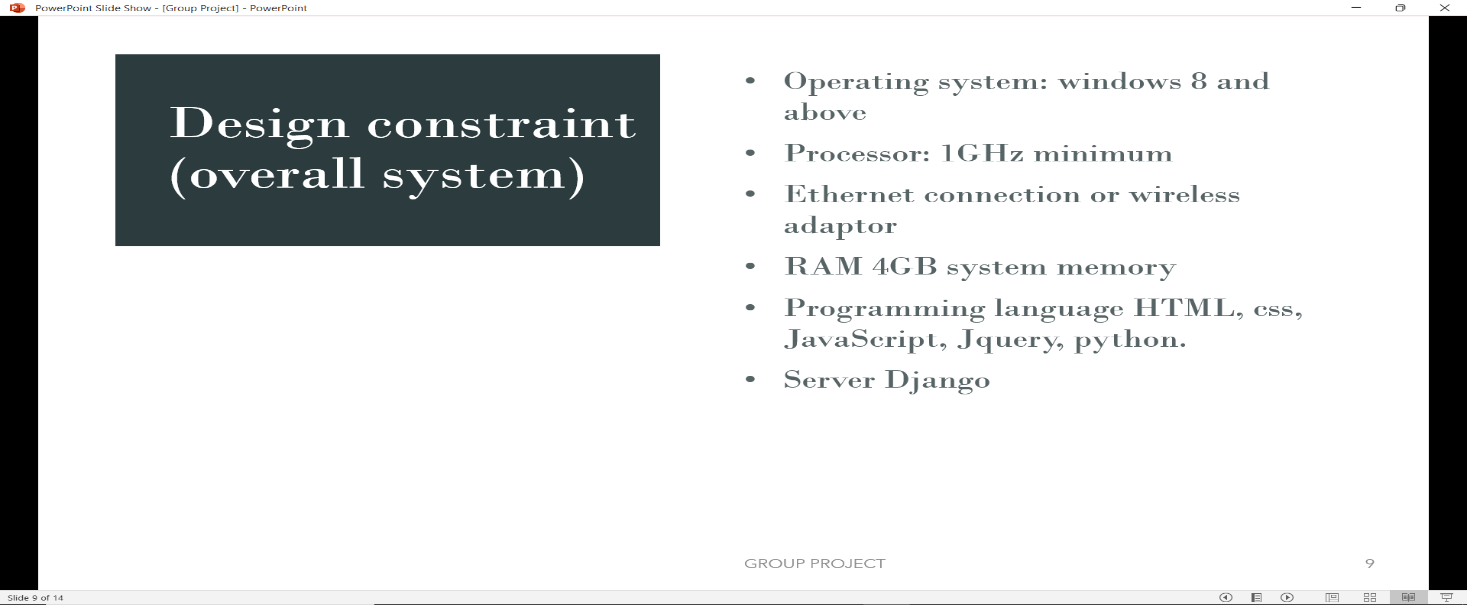 PowerPoint Slide Show - [Group Project] - PowerPoint
Design constraint
(overall system)
• Operating system: windows 8 and
above
• Processor: 1GHz minimum
• Ethernet connection or wireless
adaptor
• RAM 4GB system memory
• Programming language HTML, css,
JavaScript, Jquery, python.
• Server Django
GROUP PROJECT
9
Slide 9 of 14